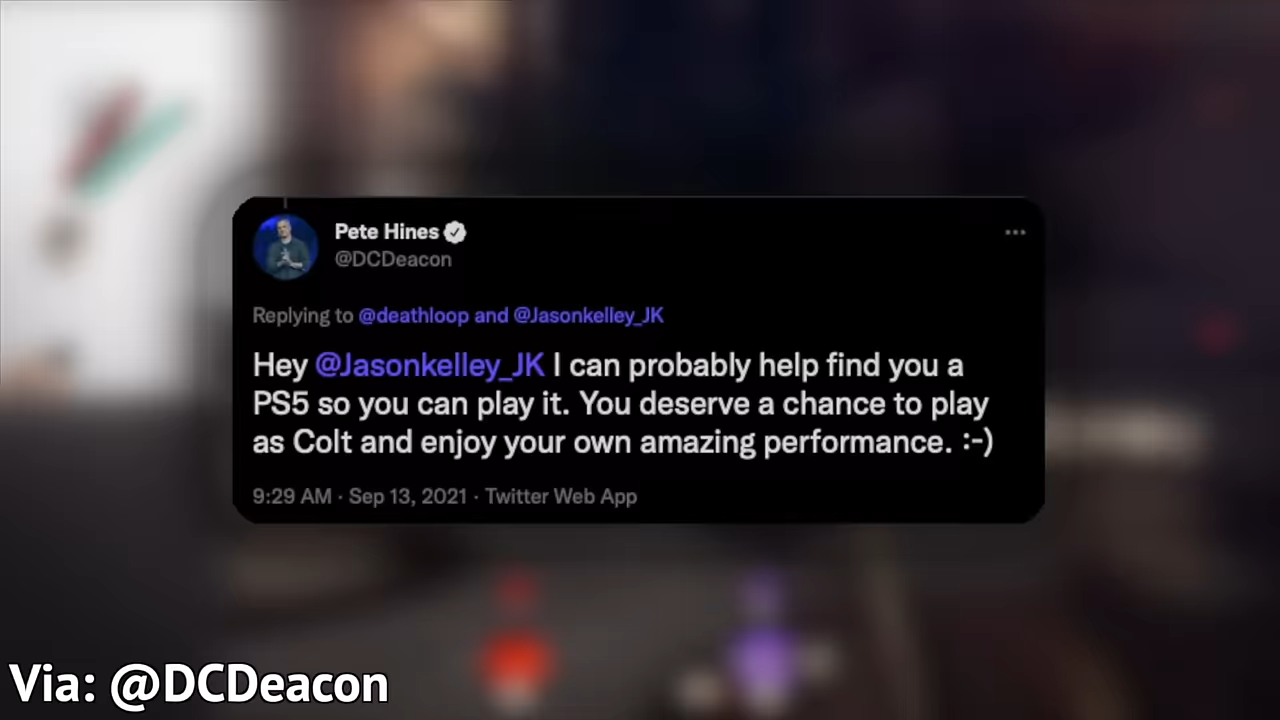 Pete Hines
@DCDeacon
Replying to @deathloop and @Jasonkelley_JK
Hey @Jasonkelley_JK I can probably help find you a
PS5 so you can play it. You deserve a chance to play
as Colt and enjoy your own amazing performance. :-)
9:29 AM · Sep 13, 2021 · Twitter Web App
Via: @DCDeacon